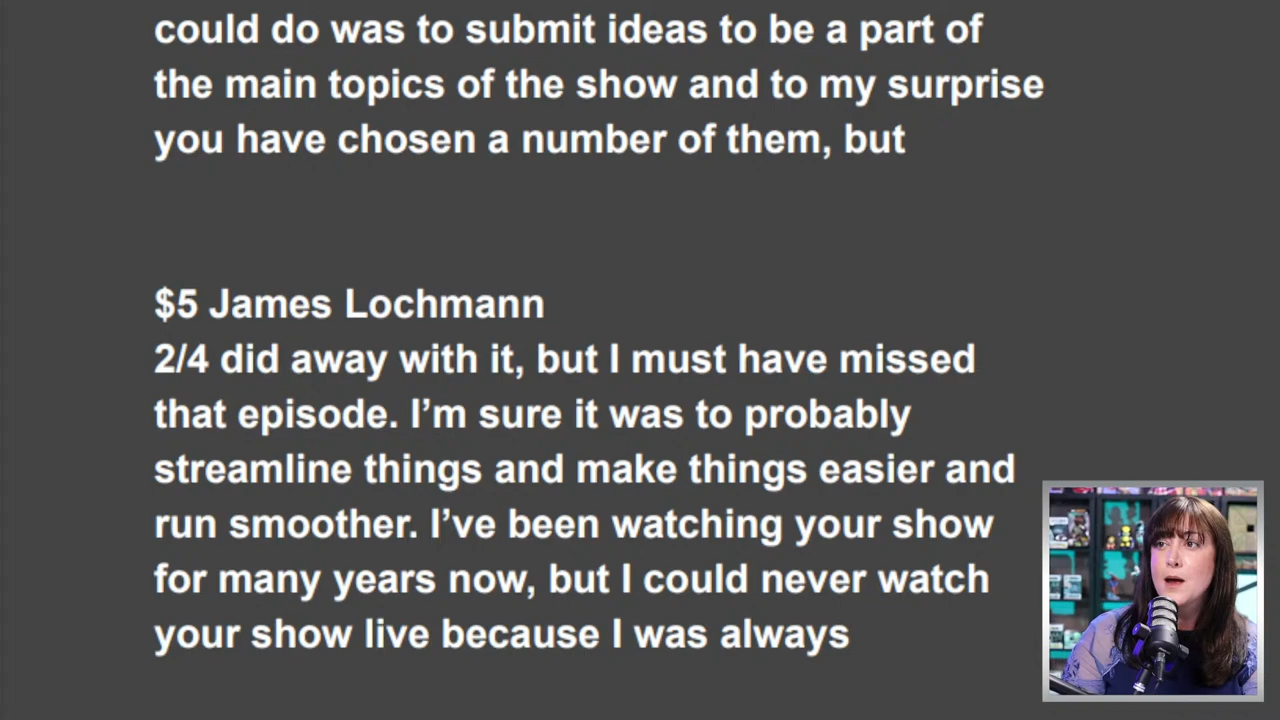 could do was to submit ideas to be a part of
the main topics of the show and to my surprise
you have chosen a number of them, but
$5 James Lochmann
2/4 did away with it, but I must have missed
that episode. I’m sure it was to probably
streamline things and make things easier and
run smoother. I’ve been watching your show
for many years now, but I could never watch
your show live because I was always